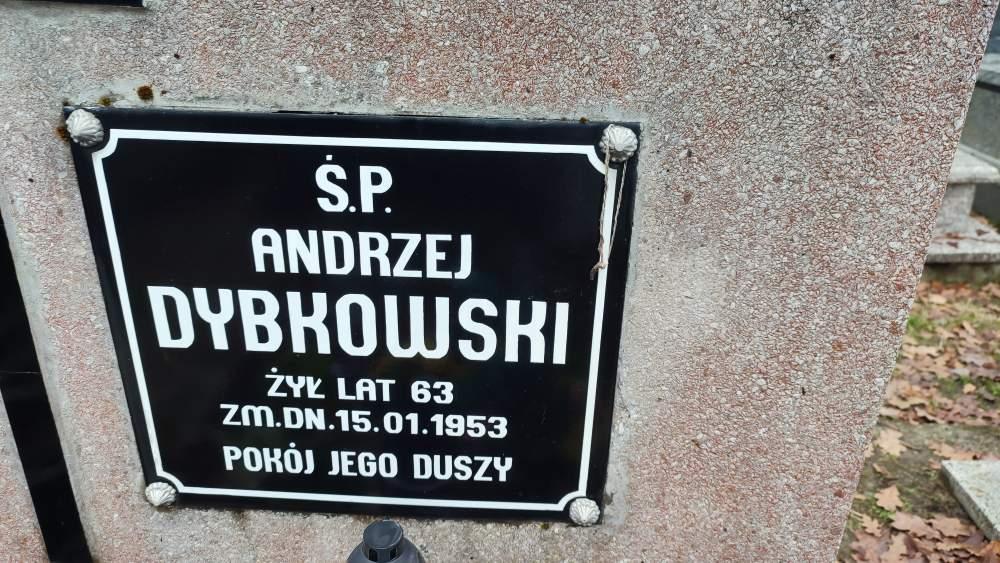 Ś.P.
ANDRZEJ
DYBKOWSKI
ŻYŁ LAT 63
ZM.DN.15.01.1953
POKÓJ JEGO DUSZY